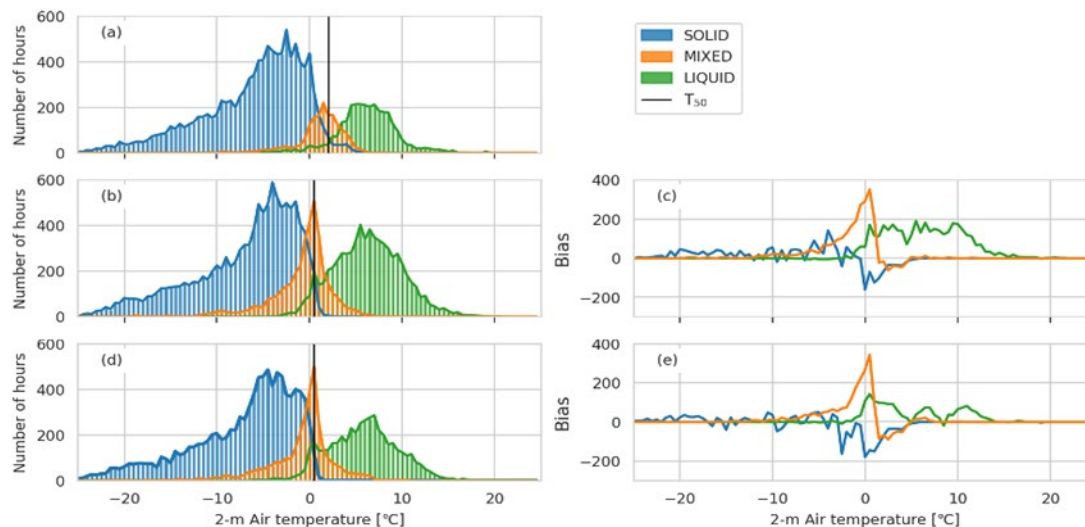 600
400
200
0
Number of hours
(a)
SOLID
MIXED
LIQUID
T₅₀
600
400
200
0
Number of hours
(b)
400
200
0
−200
Bias
(c)
600
400
200
0
Number of hours
(d)
−20
−10
0
10
20
2-m Air temperature [°C]
400
200
0
−200
Bias
(e)
−20
−10
0
10
20
2-m Air temperature [°C]